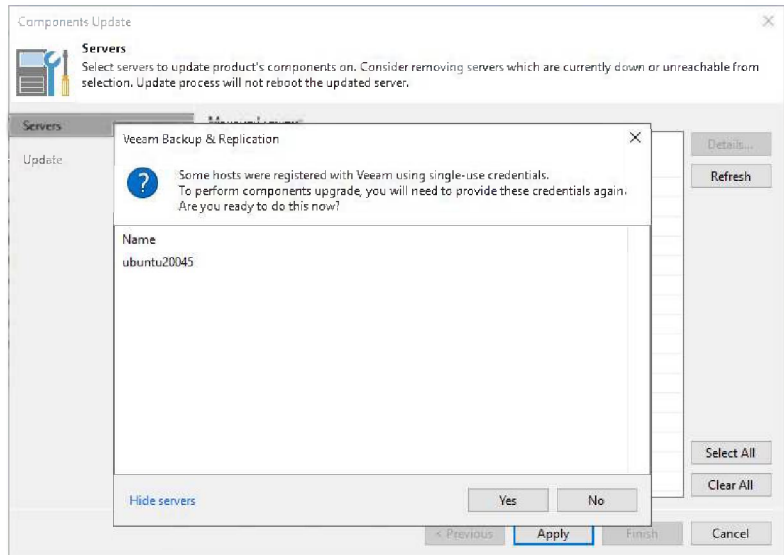 Components Update
Servers
Select servers to update product's components on. Consider removing servers which are currently down or unreachable from
selection. Update process will not reboot the updated server.
Servers
Update
Details...
Refresh
Veeam Backup & Replication
Some hosts were registered with Veeam using single-use credentials.
To perform components upgrade, you will need to provide these credentials again.
Are you ready to do this now?
Name
ubuntu20045
Hide servers
Yes
No
Select All
Clear All
< Previous
Apply
Finish
Cancel